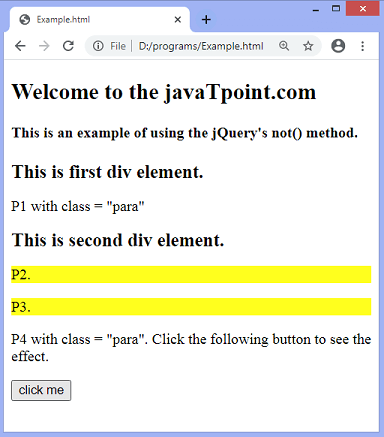 Example.html
File | D:/programs/Example.html
Welcome to the javaTpoint.com
This is an example of using the jQuery's not() method.
This is first div element.
P1 with class = "para"
This is second div element.
P2.
P3.
P4 with class = "para". Click the following button to see the
effect.
click me